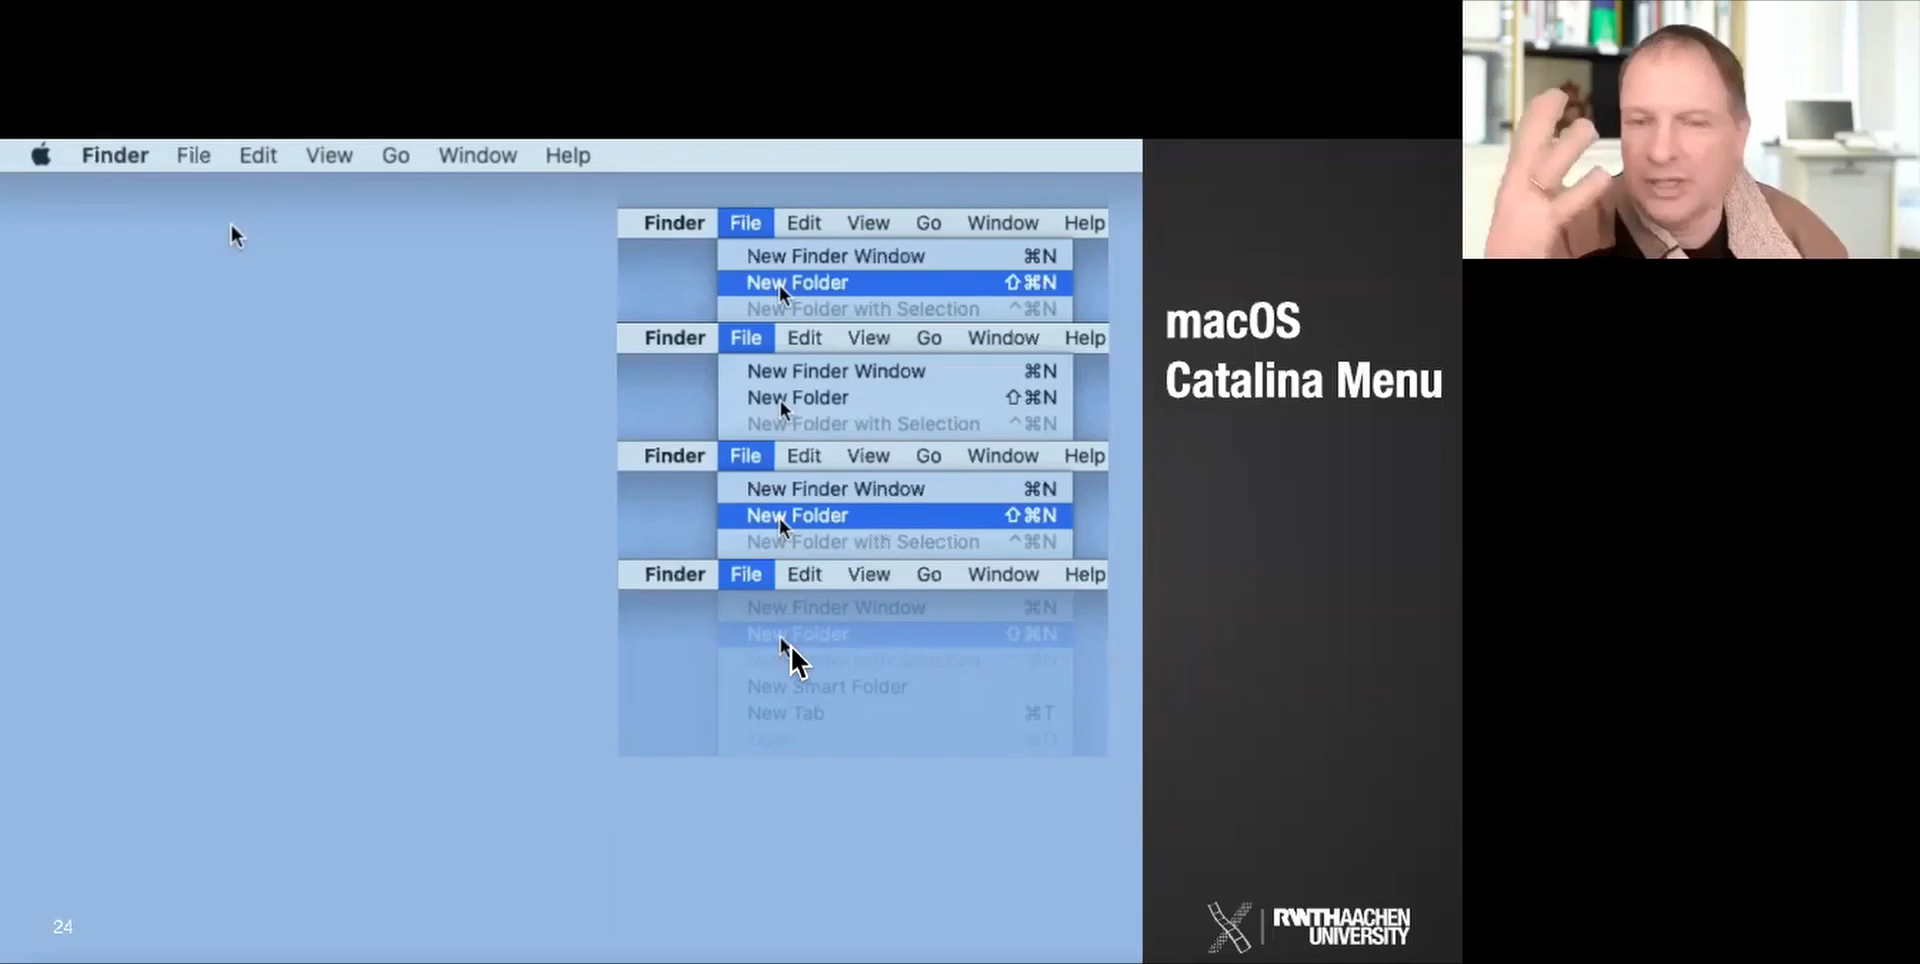 Finder File Edit View Go Window Help
Finder File Edit View Go Window Help
New Finder Window ⌘N
New Folder ⇧⌘N
New Folder with Selection ^⌘N
Finder File Edit View Go Window Help
New Finder Window ⌘N
New Folder ⇧⌘N
New Folder with Selection ^⌘N
Finder File Edit View Go Window Help
New Finder Window ⌘N
New Folder ⇧⌘N
New Folder with Selection ^⌘N
Finder File Edit View Go Window Help
New Finder Window ⌘N
New Folder ⇧⌘N
with Selection ⌘N
New Smart Folder
New Tab ⌘T
macOS
Catalina Menu
24
RWTHAACHEN
UNIVERSITY